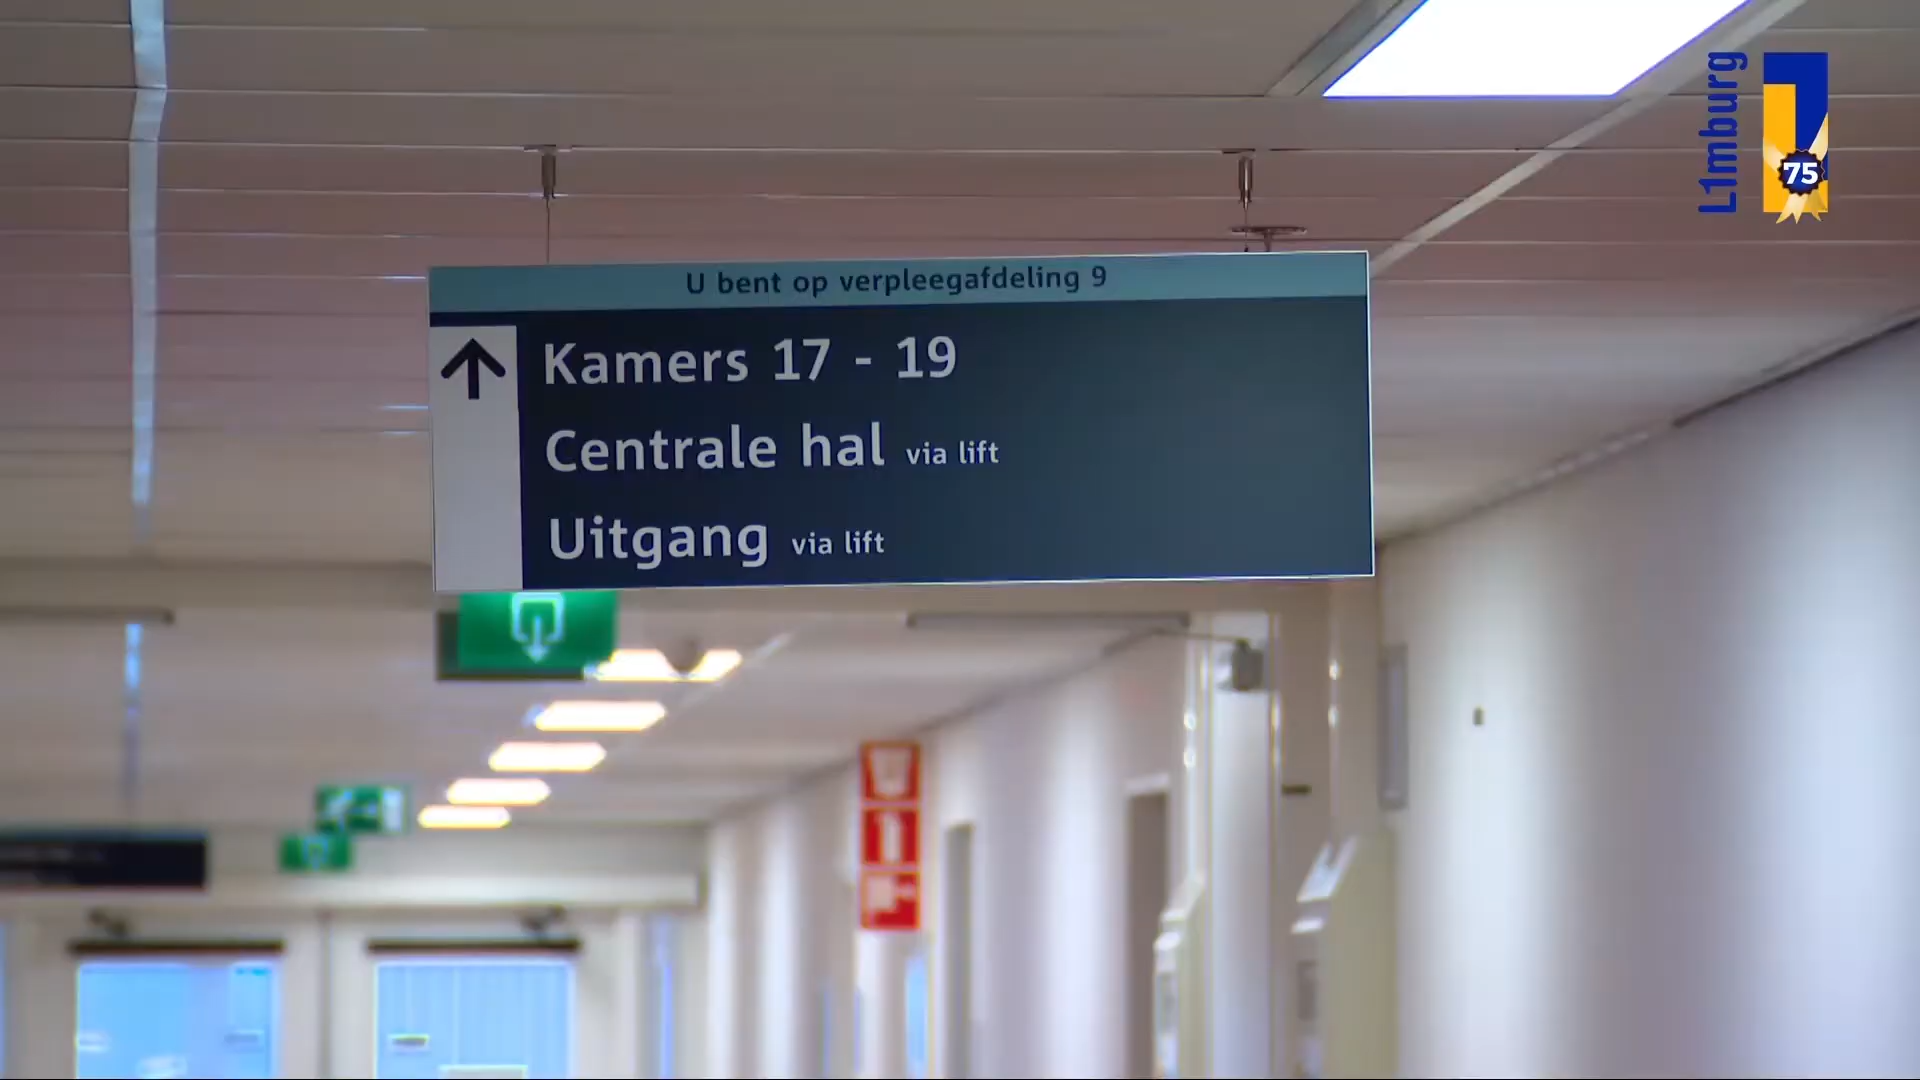 L1mburg
75
U bent op verpleegafdeling 9
Kamers 17 - 19
Centrale hal via lift
Uitgang via lift